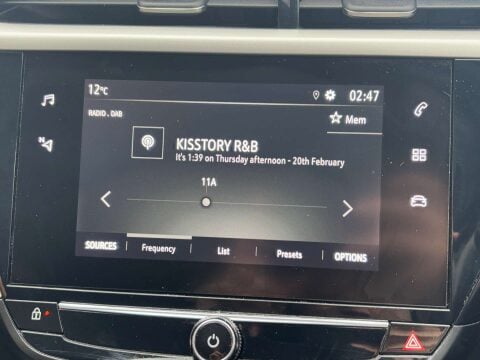 12°C 02:47
RADIO . DAB
☆ Mem
KISSTORY R&B
It's 1:39 on Thursday afternoon - 20th February
11A
SOURCES Frequency List Presets OPTIONS
N